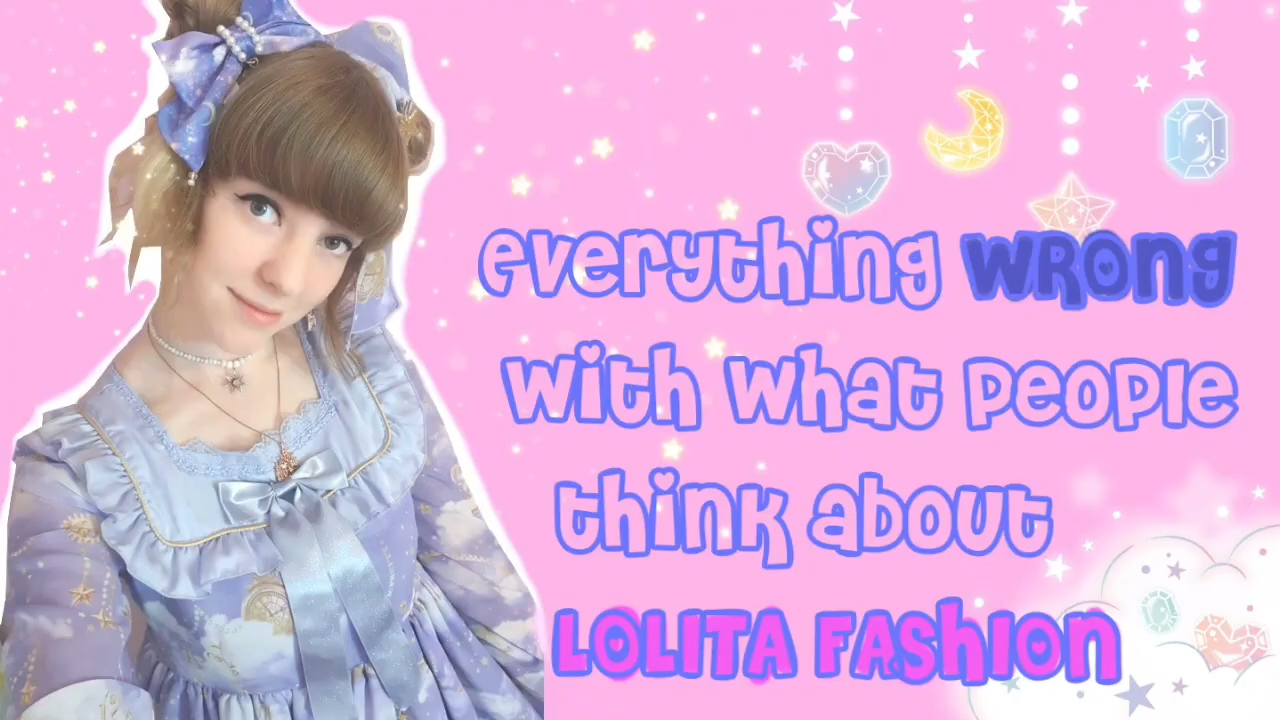 everything WRONG
with what people
think about
LOLITA FASHION